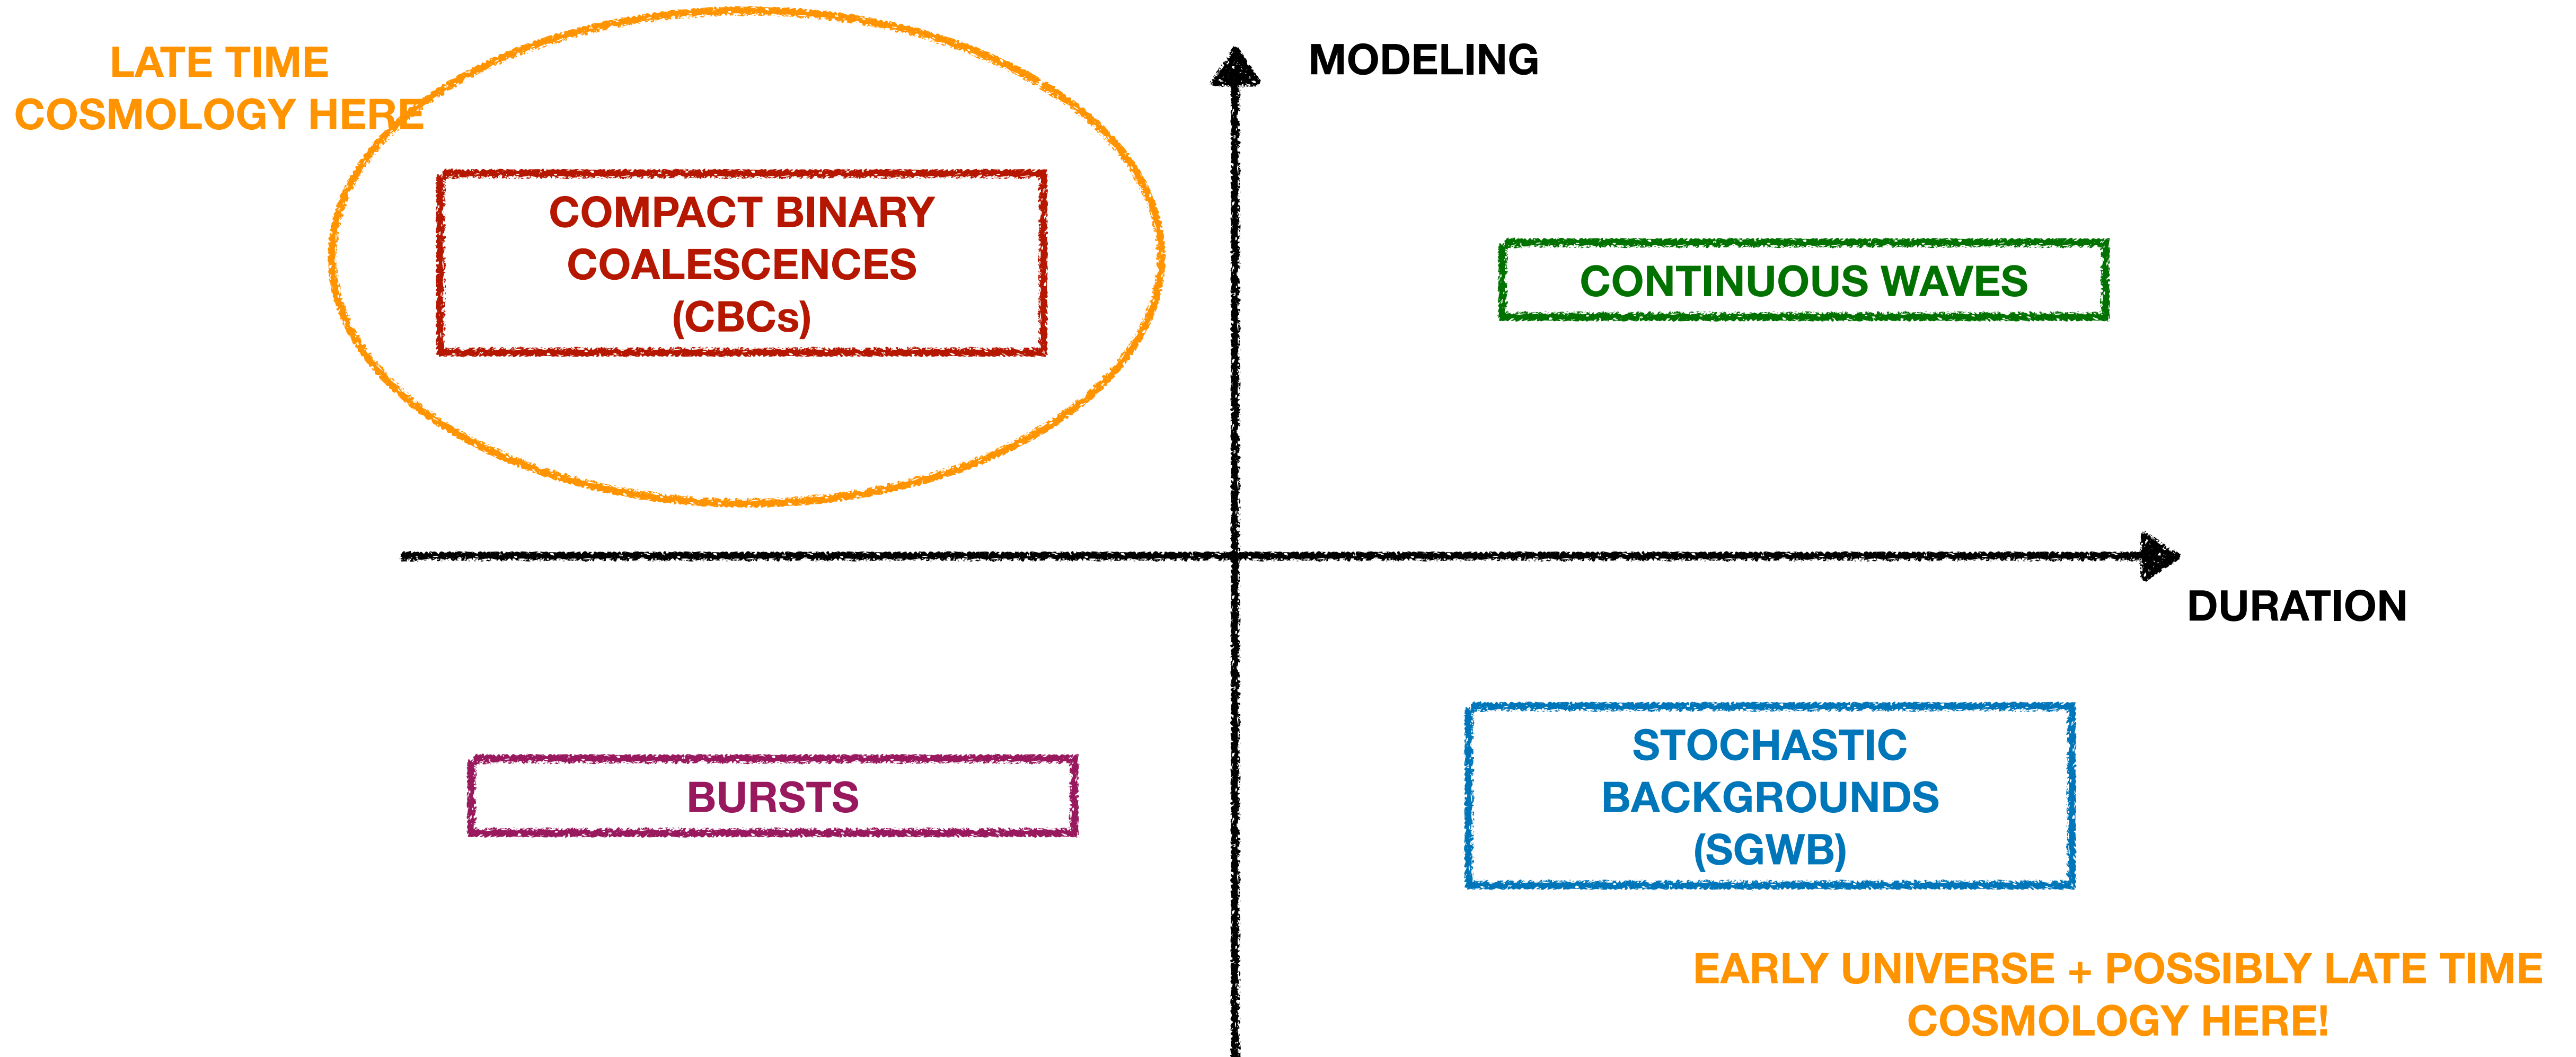 LATE TIME
COSMOLOGY HERE
MODELING
COMPACT BINARY
COALESCENCES
(CBCs)
CONTINUOUS WAVES
DURATION
BURSTS
STOCHASTIC
BACKGROUNDS
(SGWB)
EARLY UNIVERSE + POSSIBLY LATE TIME
COSMOLOGY HERE!